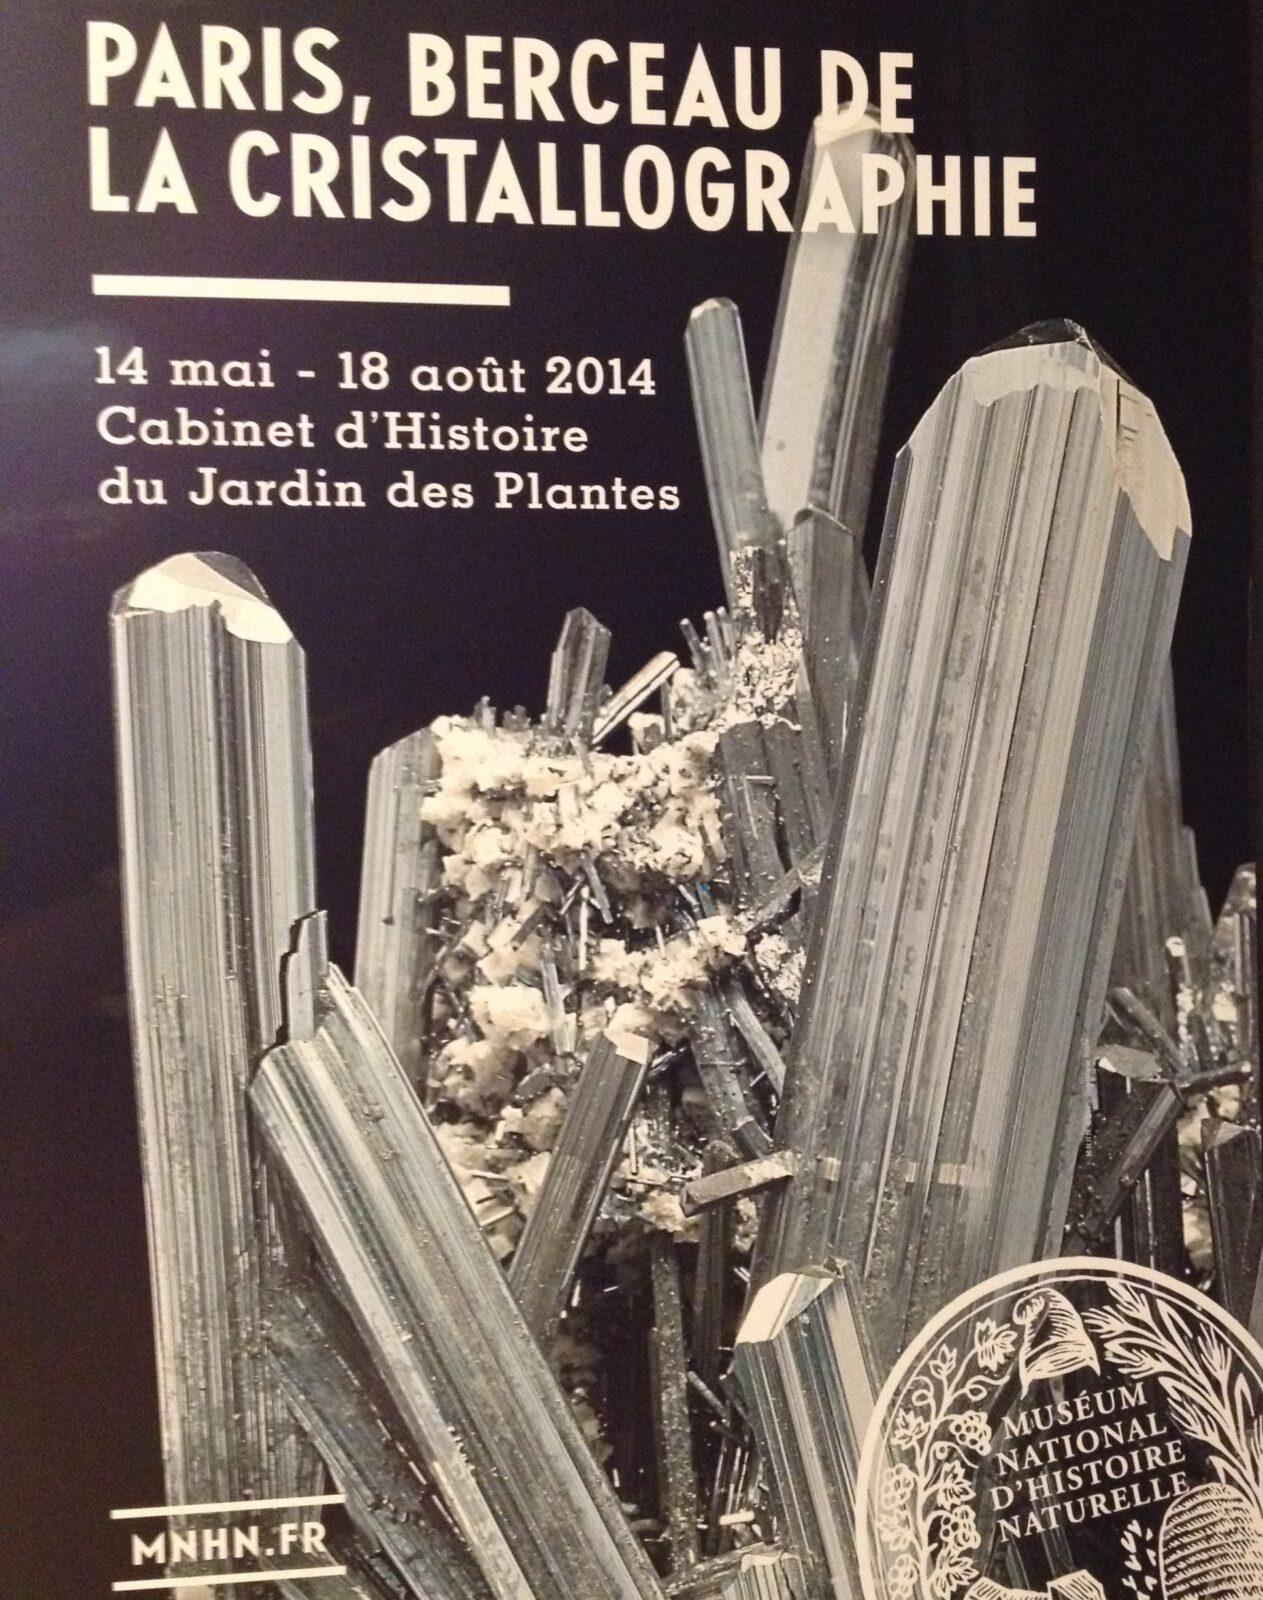 PARIS, BERCEAU DE
LA CRISTALLOGRAPHIE
14 mai - 18 août 2014
Cabinet d'Histoire
du Jardin des Plantes
MUSÉUM
NATIONAL
D'HISTOIRE
NATURELLE
MNHN.FR